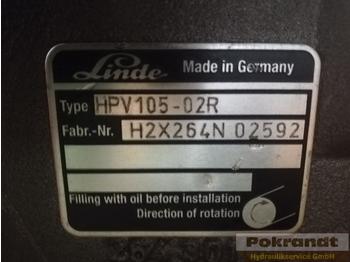 Linde Made in Germany
Type HPV105-02R
Fabr.-Nr. H2X264N 02592
Filling with oil before installation
Direction of rotation
Pokrandt
Hydraulikservice GmbH